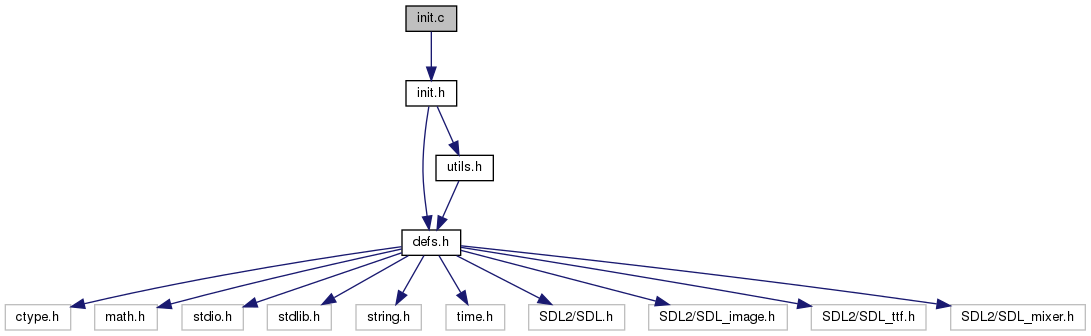 init.c
init.h
utils.h
defs.h
ctype.h
math.h
stdio.h
stdlib.h
string.h
time.h
SDL2/SDL.h
SDL2/SDL_image.h
SDL2/SDL_ttf.h
SDL2/SDL_mixer.h